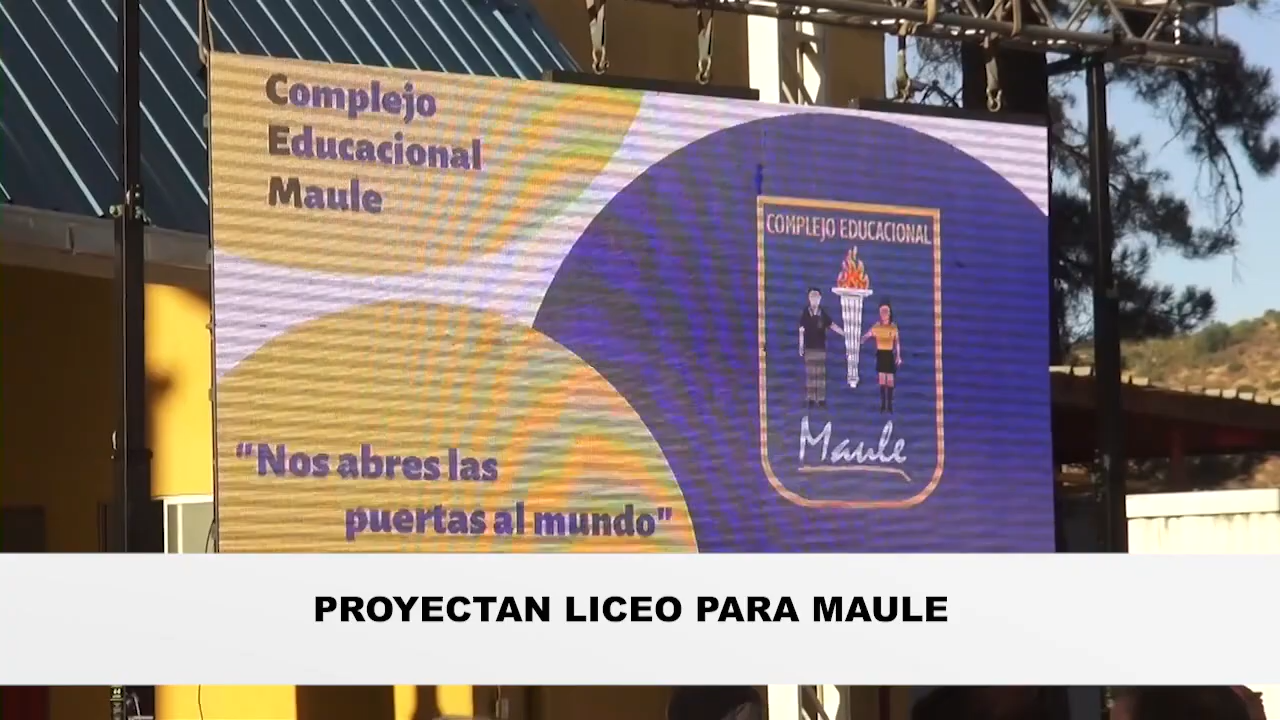 Complejo
Educacional
Maule
COMPLEJO EDUCACIONAL
Maule
"Nos abres las
puertas al mundo"
PROYECTAN LICEO PARA MAULE